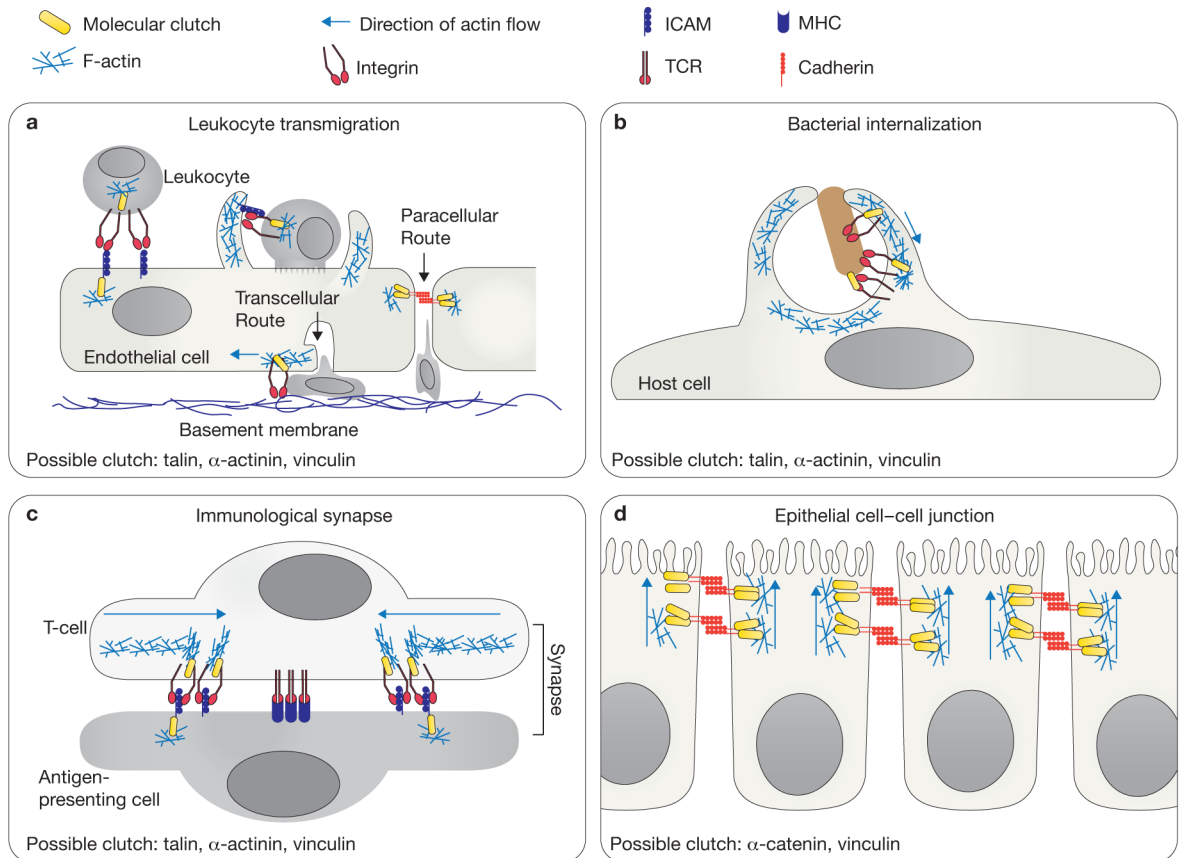 Molecular clutch
Direction of actin flow
ICAM
MHC
F-actin
Integrin
TCR
Cadherin
a
Leukocyte transmigration
Leukocyte
Paracellular
Route
Transcellular
Route
Endothelial cell
Basement membrane
Possible clutch: talin, α-actinin, vinculin
b
Bacterial internalization
Host cell
Possible clutch: talin, α-actinin, vinculin
c
Immunological synapse
T-cell
Synapse
Antigen-
presenting cell
Possible clutch: talin, α-actinin, vinculin
d
Epithelial cell–cell junction
Possible clutch: α-catenin, vinculin